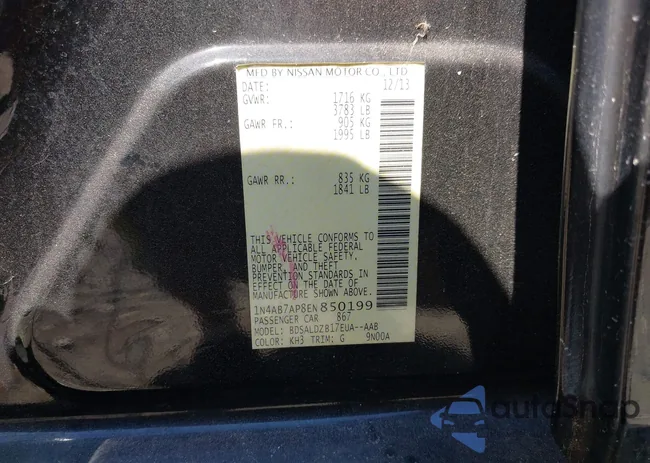 MFD BY NISSAN MOTOR CO., LTD
DATE: 12/13
GVWR: 1716 KG
3783 LB
GAWR FR.: 905 KG
1995 LB
GAWR RR.: 835 KG
1841 LB
THIS VEHICLE CONFORMS TO
ALL APPLICABLE FEDERAL
MOTOR VEHICLE SAFETY,
BUMPER, AND THEFT
PREVENTION STANDARDS IN
EFFECT ON THE DATE OF
MANUFACTURE SHOWN ABOVE.
1N4AB7AP8EN850199
PASSENGER CAR 867
MODEL: BDSALDZB17EUA--AAB
COLOR: KH3 TRIM: G 9N00A
autoSnap